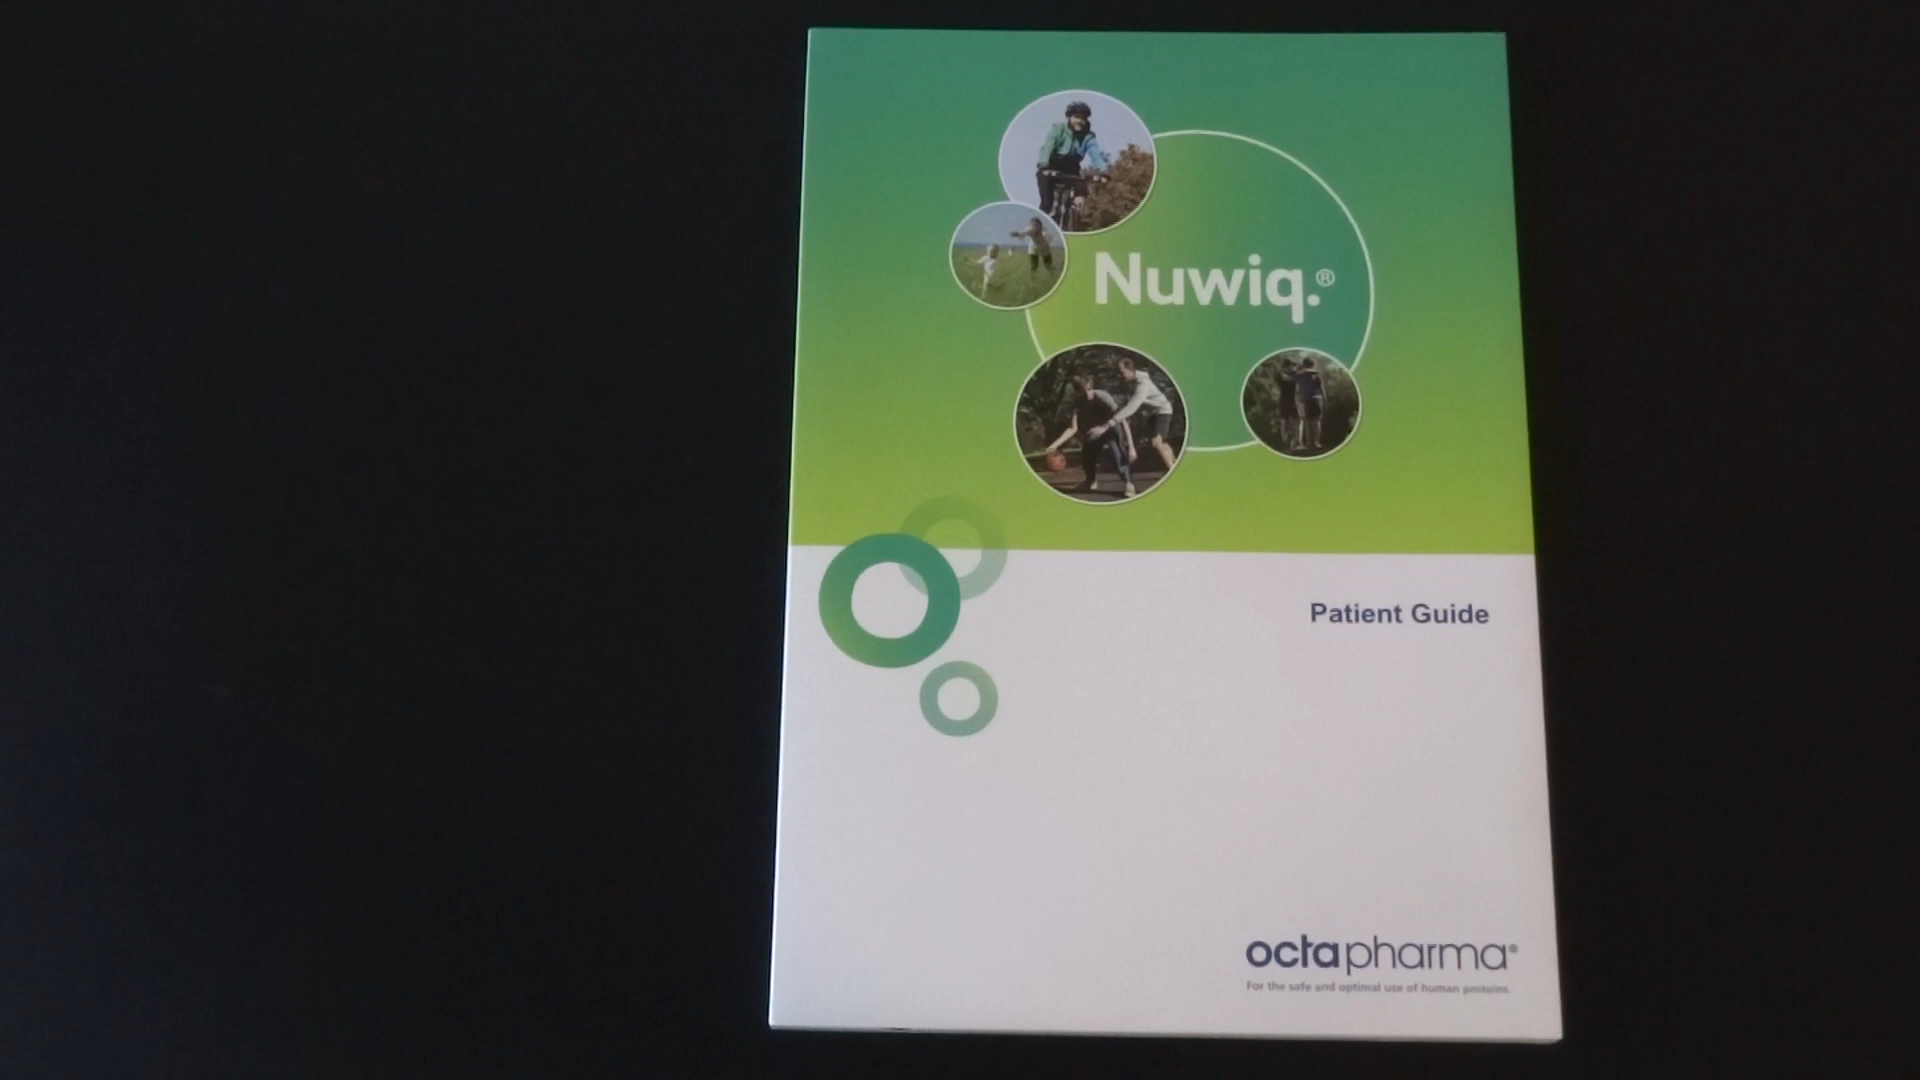 Nuwiq.®
Patient Guide
octapharma®
For the safe and optimal use of human proteins